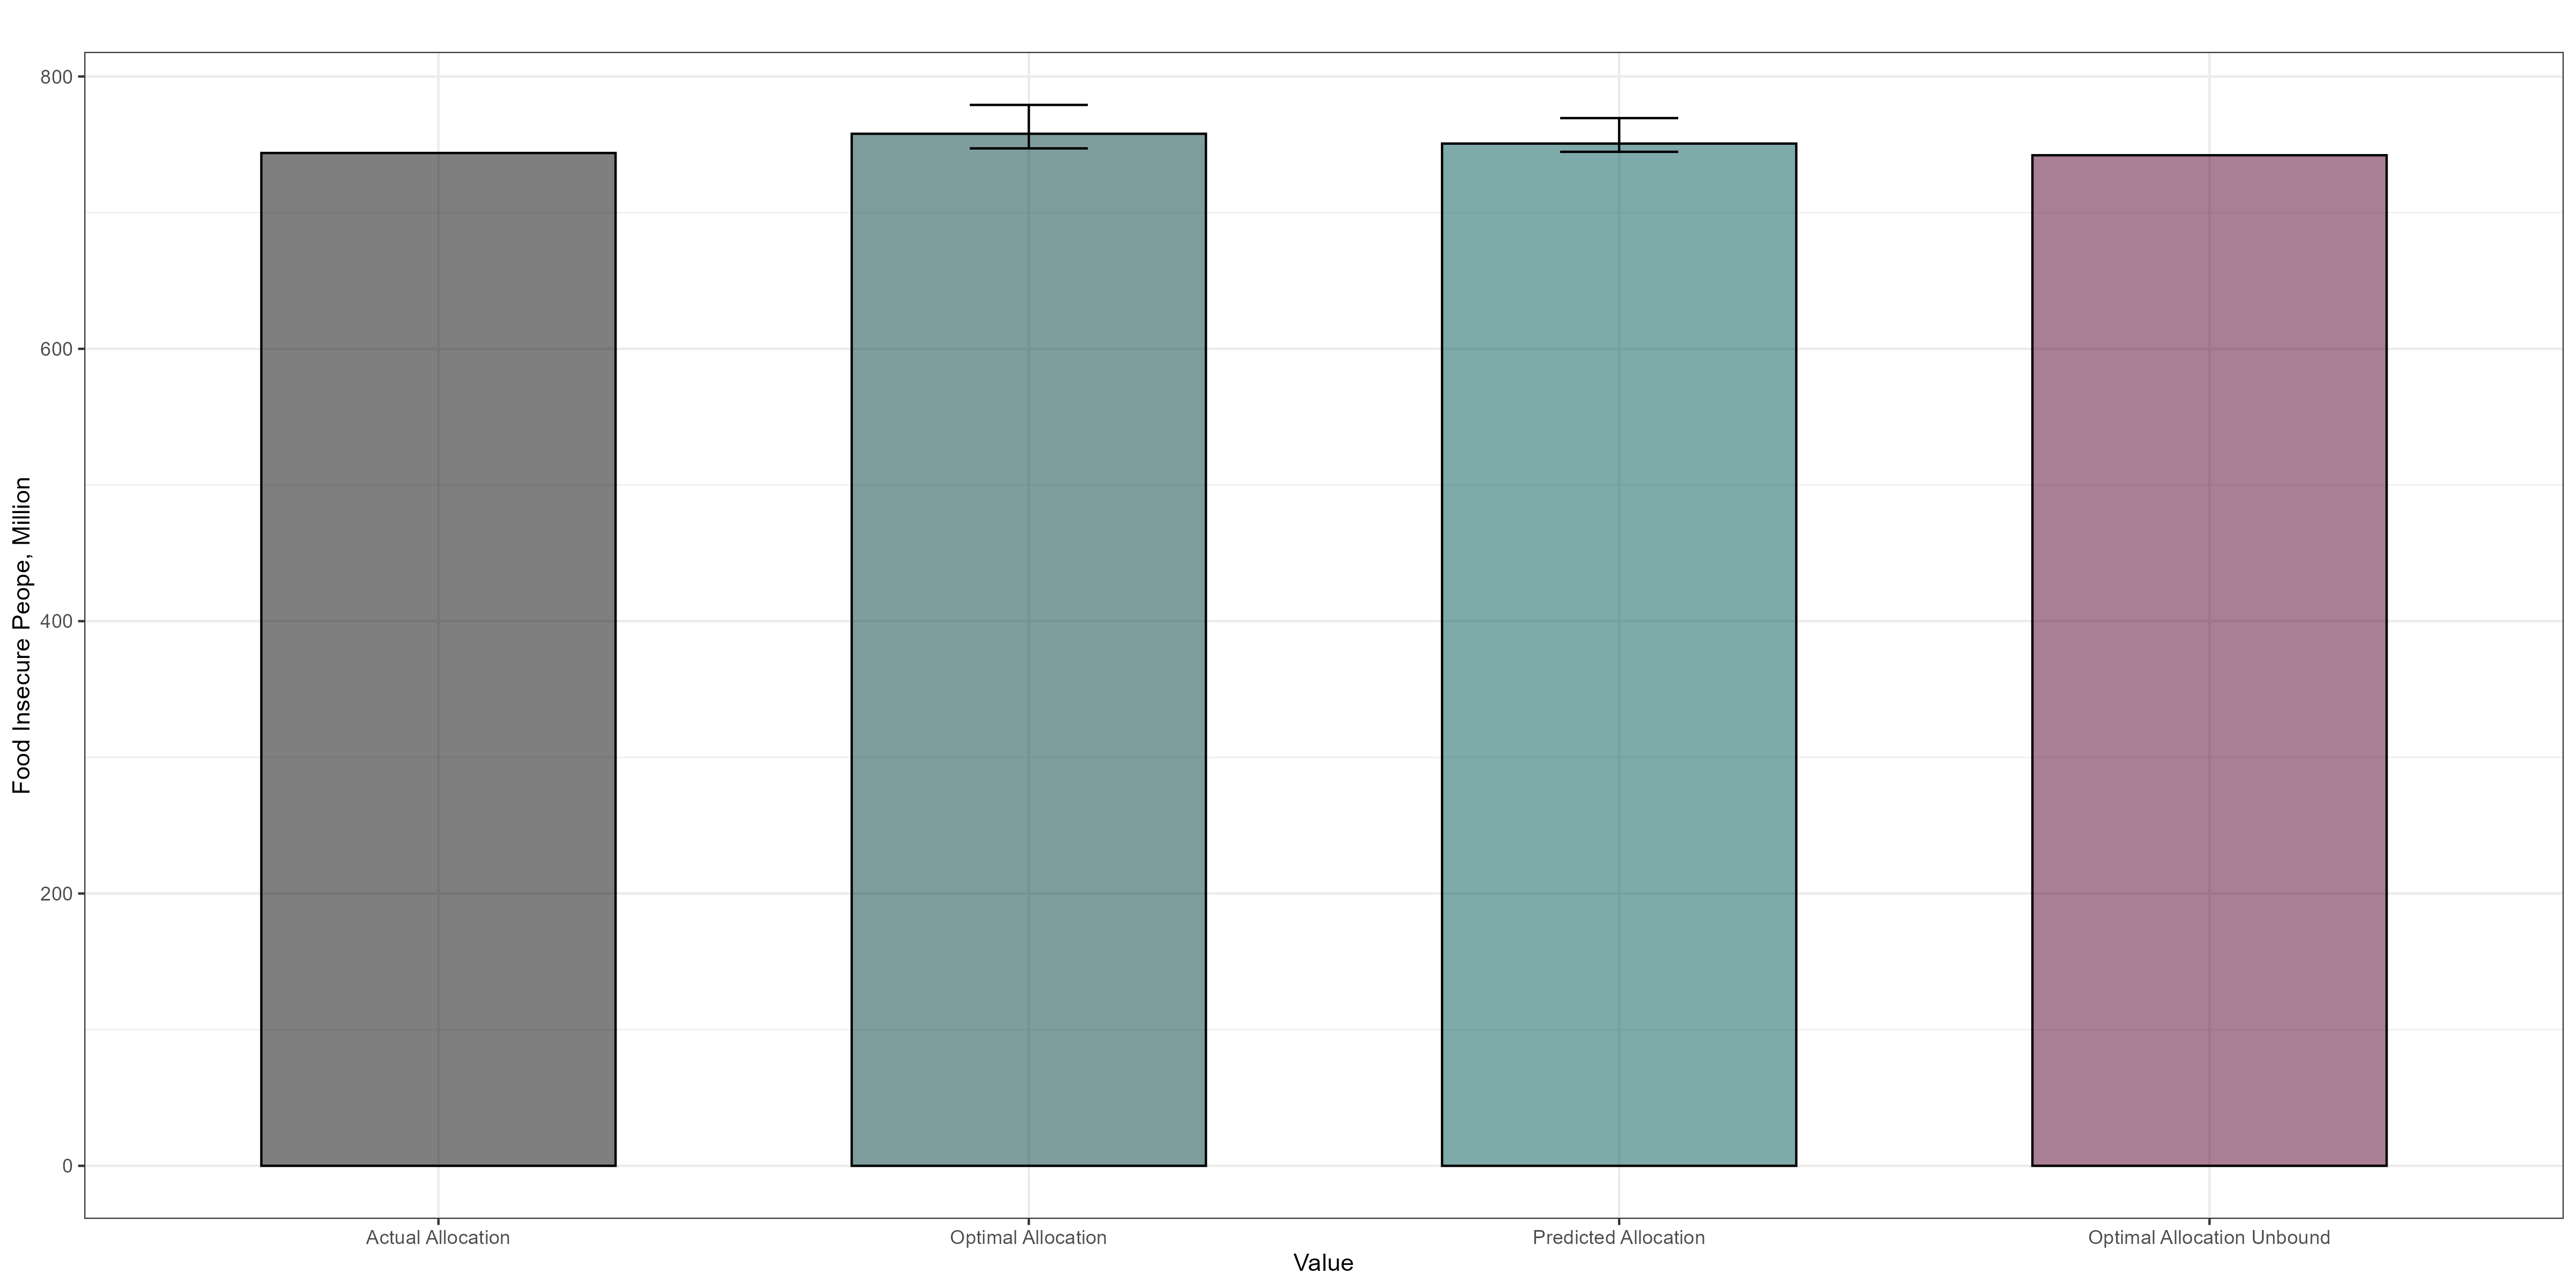 800
600
400
200
0
Food Insecure Peope, Million
Actual Allocation
Optimal Allocation
Predicted Allocation
Optimal Allocation Unbound
Value